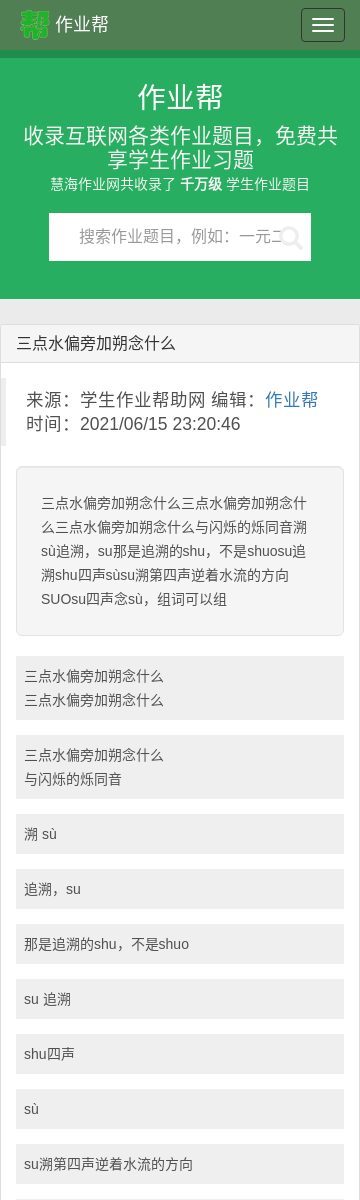 帮 作业帮
作业帮
收录互联网各类作业题目，免费共
享学生作业习题
慧海作业网共收录了 千万级 学生作业题目
搜索作业题目，例如：一元二
三点水偏旁加朔念什么
来源：学生作业帮助网 编辑：作业帮
时间：2021/06/15 23:20:46
三点水偏旁加朔念什么三点水偏旁加朔念什
么三点水偏旁加朔念什么与闪烁的烁同音溯
sù追溯，su那是追溯的shu，不是shuosu追
溯shu四声sùsu溯第四声逆着水流的方向
SUOsu四声念sù，组词可以组
三点水偏旁加朔念什么
三点水偏旁加朔念什么
三点水偏旁加朔念什么
与闪烁的烁同音
溯 sù
追溯，su
那是追溯的shu，不是shuo
su 追溯
shu四声
sù
su溯第四声逆着水流的方向